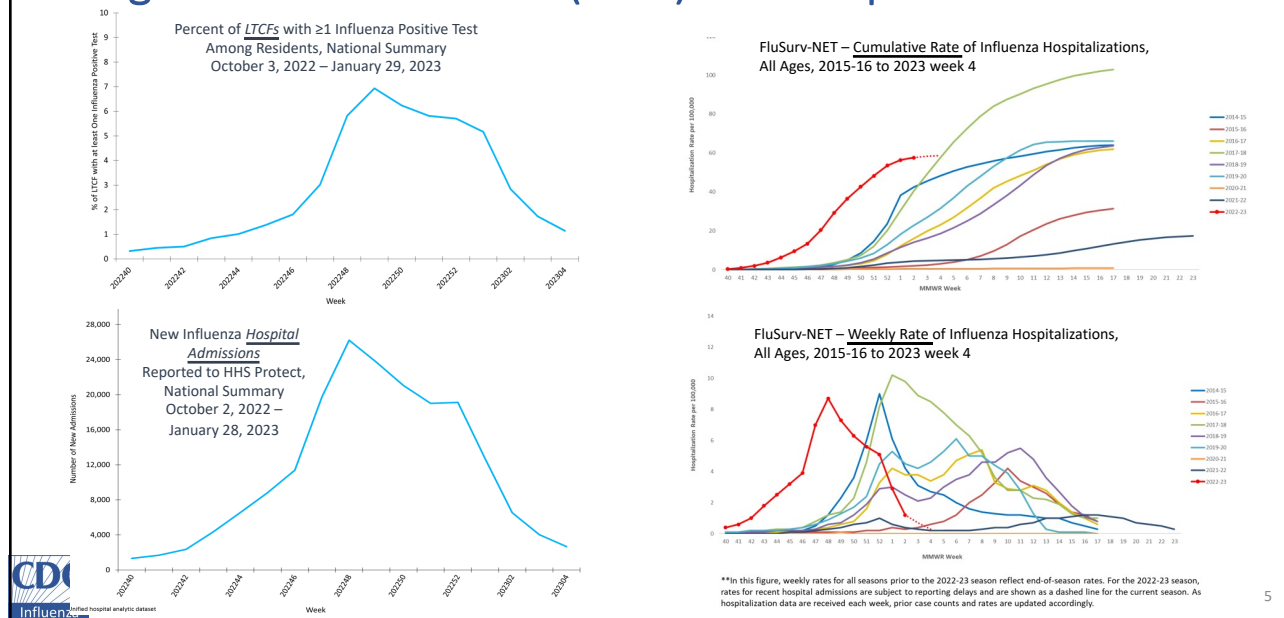 Percent of LTCFs with ≥1 Influenza Positive Test
Among Residents, National Summary
October 3, 2022 – January 29, 2023
% of LTCF with at least One Influenza Positive Test
10
9
8
7
6
5
4
3
2
1
0
202240
202242
202244
202246
202248
202250
202252
202302
202304
Week
FluSurv-NET – Cumulative Rate of Influenza Hospitalizations,
All Ages, 2015-16 to 2023 week 4
Hospitalization Rate per 100,000
100
80
60
40
20
0
40 41 42 43 44 45 46 47 48 49 50 51 52 1 2 3 4 5 6 7 8 9 10 11 12 13 14 15 16 17 18 19 20 21 22 23
MMWR Week
2014-15
2015-16
2016-17
2017-18
2018-19
2019-20
2020-21
2021-22
2022-23
New Influenza Hospital
Admissions
Reported to HHS Protect,
National Summary
October 2, 2022 –
January 28, 2023
Number of New Admissions
28,000
24,000
20,000
16,000
12,000
8,000
4,000
0
202240
202242
202244
202246
202248
202250
202252
202302
202304
Week
FluSurv-NET – Weekly Rate of Influenza Hospitalizations,
All Ages, 2015-16 to 2023 week 4
Hospitalization Rate per 100,000
14
12
10
8
6
4
2
0
40 41 42 43 44 45 46 47 48 49 50 51 52 1 2 3 4 5 6 7 8 9 10 11 12 13 14 15 16 17 18 19 20 21 22 23
MMWR Week
2014-15
2015-16
2016-17
2017-18
2018-19
2019-20
2020-21
2021-22
2022-23
**In this figure, weekly rates for all seasons prior to the 2022-23 season reflect end-of-season rates. For the 2022-23 season,
rates for recent hospital admissions are subject to reporting delays and are shown as a dashed line for the current season. As
hospitalization data are received each week, prior case counts and rates are updated accordingly.
CDC
Influenza
Unified hospital analytic dataset
5